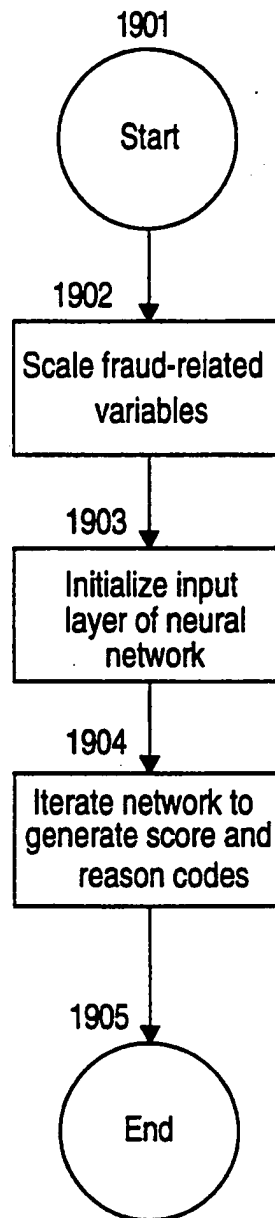 1901
Start
1902
Scale fraud-related
variables
1903
Initialize input
layer of neural
network
1904
Iterate network to
generate score and
reason codes
1905
End